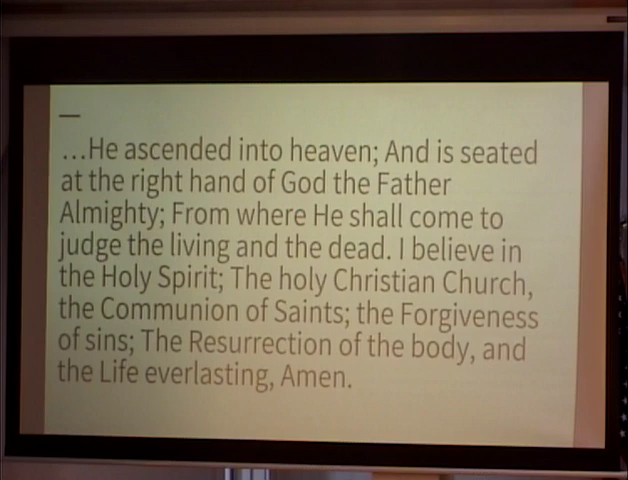 …He ascended into heaven; And is seated
at the right hand of God the Father
Almighty; From where He shall come to
judge the living and the dead. I believe in
the Holy Spirit; The holy Christian Church,
the Communion of Saints; the Forgiveness
of sins; The Resurrection of the body, and
the Life everlasting, Amen.